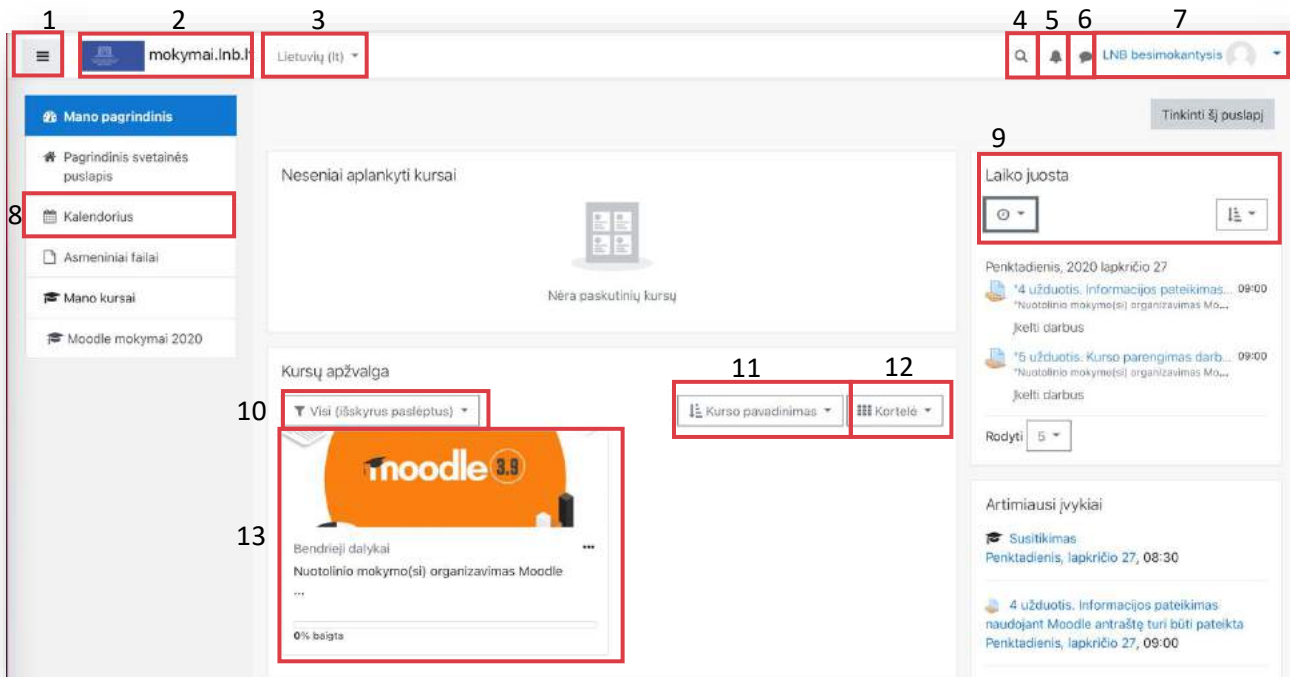 1 2 3 4 5 6 7
mokymai.lnb.l
Lietuvių (lt)
LNB besimokantysis
Mano pagrindinis
Tinkinti šį puslapį
Pagrindinis svetainės
puslapis
8
Kalendorius
Asmeniniai failai
Mano kursai
Moodle mokymai 2020
Neseniai aplankyti kursai
Nėra paskutinių kursų
Kursų apžvalga
10
Visi (išskyrus paslėptus)
11
Kurso pavadinimas
12
Kortelė
13
moodle 3.9
Bendrieji dalykai
...
Nuotolinio mokymo(si) organizavimas Moodle
...
0% baigta
9
Laiko juosta
Penktadienis, 2020 lapkričio 27
"4 užduotis. Informacijos pateikimas... 09:00
"Nuotolinio mokymo(si) organizavimas Mo...
Įkelti darbus
"5 užduotis. Kurso parengimas darb... 09:00
"Nuotolinio mokymo(si) organizavimas Mo...
Įkelti darbus
Rodyti 5
Artimiausi įvykiai
Susitikimas
Penktadienis, lapkričio 27, 08:30
4 užduotis. Informacijos pateikimas
naudojant Moodle antraštę turi būti pateikta
Penktadienis, lapkričio 27, 09:00